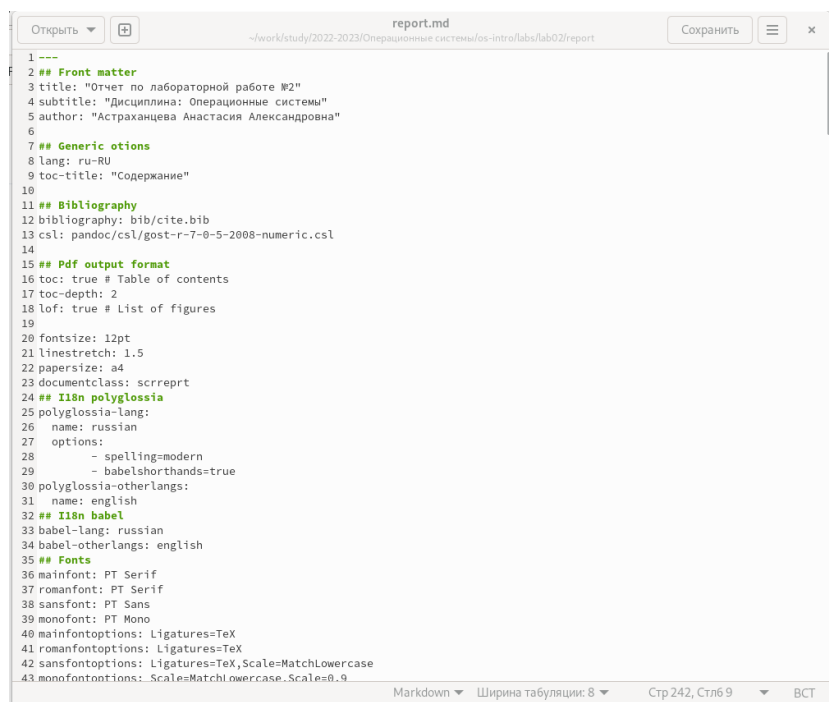 Открыть
report.md
~/work/study/2022-2023/Операционные системы/os-intro/labs/lab02/report
Сохранить
1 ---
2 ## Front matter
3 title: "Отчет по лабораторной работе №2"
4 subtitle: "Дисциплина: Операционные системы"
5 author: "Астраханцева Анастасия Александровна"
6
7 ## Generic otions
8 lang: ru-RU
9 toc-title: "Содержание"
10
11 ## Bibliography
12 bibliography: bib/cite.bib
13 csl: pandoc/csl/gost-r-7-0-5-2008-numeric.csl
14
15 ## Pdf output format
16 toc: true # Table of contents
17 toc-depth: 2
18 lof: true # List of figures
19
20 fontsize: 12pt
21 linestretch: 1.5
22 papersize: a4
23 documentclass: scrreprt
24 ## I18n polyglossia
25 polyglossia-lang:
26   name: russian
27   options:
28         - spelling=modern
29         - babelshorthands=true
30 polyglossia-otherlangs:
31   name: english
32 ## I18n babel
33 babel-lang: russian
34 babel-otherlangs: english
35 ## Fonts
36 mainfont: PT Serif
37 romanfont: PT Serif
38 sansfont: PT Sans
39 monofont: PT Mono
40 mainfontoptions: Ligatures=TeX
41 romanfontoptions: Ligatures=TeX
42 sansfontoptions: Ligatures=TeX,Scale=MatchLowercase
43 monofontoptions: Scale=MatchLowercase,Scale=0.9
Markdown Ширина табуляции: 8 Стр 242, Стлб 9 ВСТ